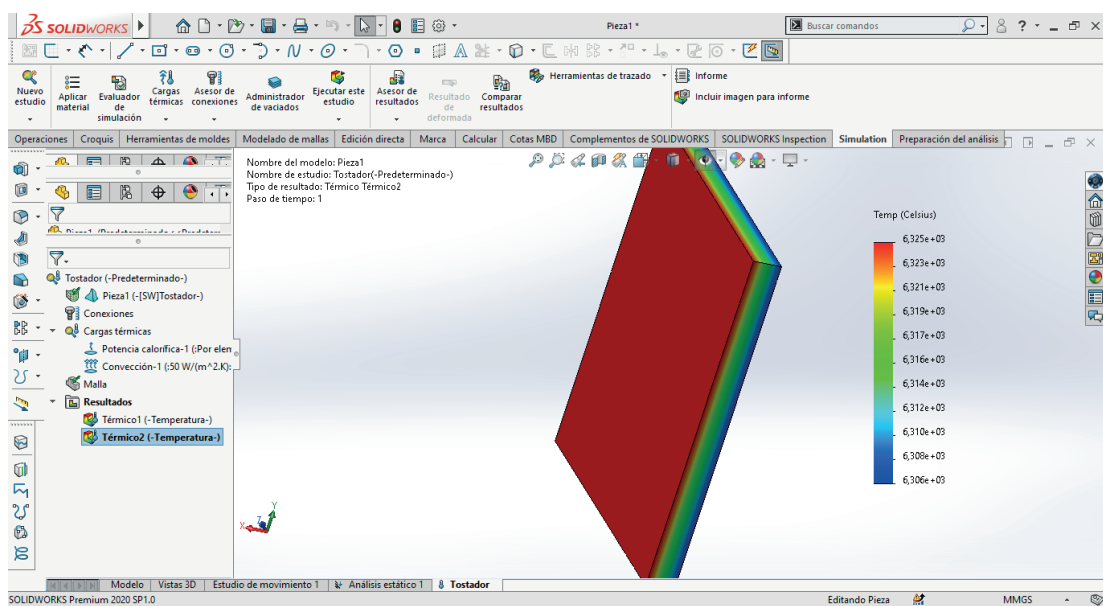 SOLIDWORKS
Pieza1 *
Buscar comandos
Nuevo estudio
Aplicar material
Evaluador de simulación
Cargas térmicas
Asesor de conexiones
Administrador de vaciados
Ejecutar este estudio
Asesor de resultados
Resultado de deformada
Comparar resultados
Herramientas de trazado
Informe
Incluir imagen para informe
Operaciones
Croquis
Herramientas de moldes
Modelado de mallas
Edición directa
Marca
Calcular
Cotas MBD
Complementos de SOLIDWORKS
SOLIDWORKS Inspection
Simulation
Preparación del análisis
Nombre del modelo: Pieza1
Nombre de estudio: Tostador(-Predeterminado-)
Tipo de resultado: Térmico Térmico2
Paso de tiempo: 1
Tostador (-Predeterminado-)
Pieza1 (-[SW]Tostador-)
Conexiones
Cargas térmicas
Potencia calorífica-1 (:Por elen
Convección-1 (:50 W/(m^2.K):
Malla
Resultados
Térmico1 (-Temperatura-)
Térmico2 (-Temperatura-)
Temp (Celsius)
6,325e+03
6,323e+03
6,321e+03
6,319e+03
6,317e+03
6,316e+03
6,314e+03
6,312e+03
6,310e+03
6,308e+03
6,306e+03
Y
Z
X
Modelo
Vistas 3D
Estudio de movimiento 1
Análisis estático 1
Tostador
SOLIDWORKS Premium 2020 SP1.0
Editando Pieza
MMGS